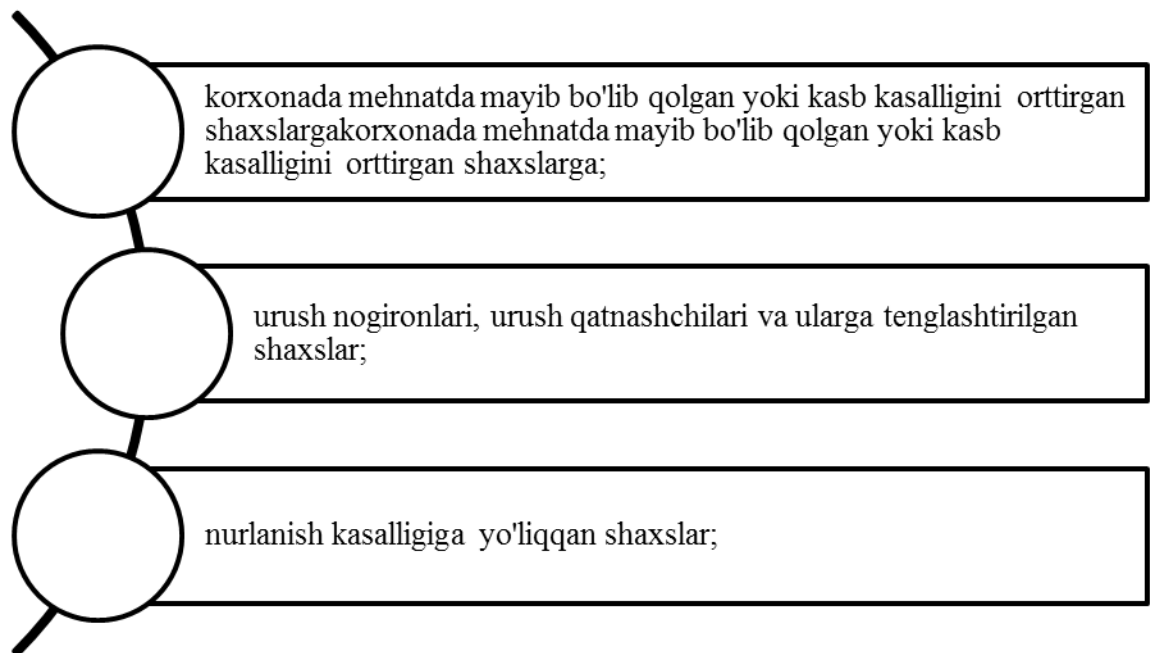 korxonada mehnatda mayib bo'lib qolgan yoki kasb kasalligini orttirgan
shaxslargakorxonada mehnatda mayib bo'lib qolgan yoki kasb
kasalligini orttirgan shaxslarga;
urush nogironlari, urush qatnashchilari va ularga tenglashtirilgan
shaxslar;
nurlanish kasalligiga yo'liqqan shaxslar;